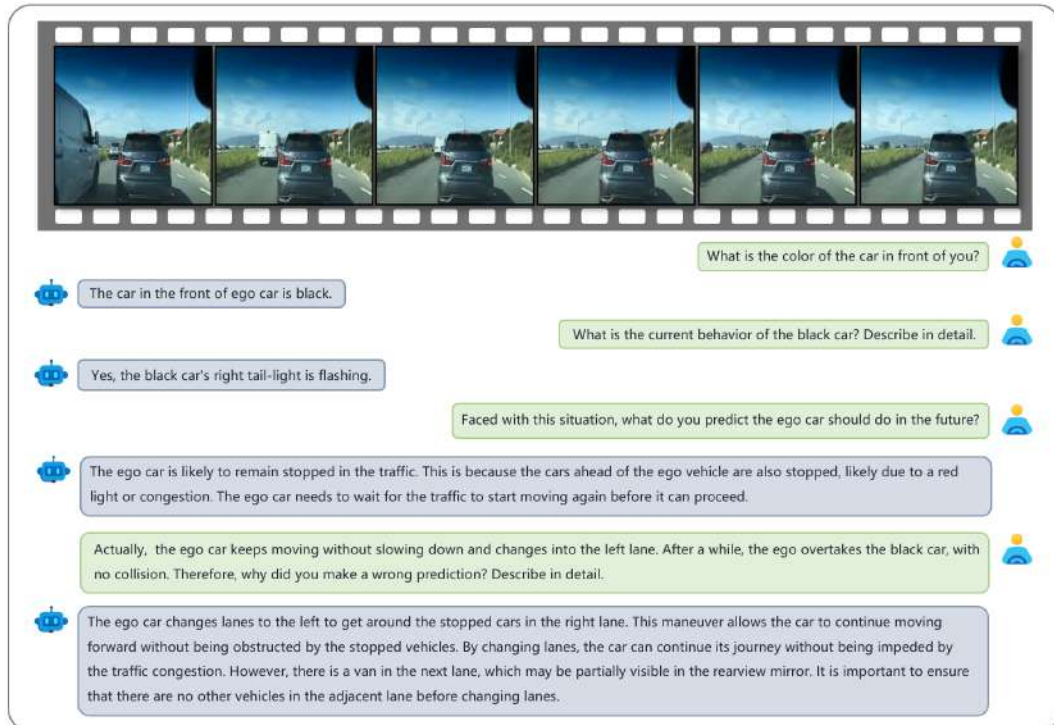 What is the color of the car in front of you?
The car in the front of ego car is black.
What is the current behavior of the black car? Describe in detail.
Yes, the black car's right tail-light is flashing.
Faced with this situation, what do you predict the ego car should do in the future?
The ego car is likely to remain stopped in the traffic. This is because the cars ahead of the ego vehicle are also stopped, likely due to a red
light or congestion. The ego car needs to wait for the traffic to start moving again before it can proceed.
Actually, the ego car keeps moving without slowing down and changes into the left lane. After a while, the ego overtakes the black car, with
no collision. Therefore, why did you make a wrong prediction? Describe in detail.
The ego car changes lanes to the left to get around the stopped cars in the right lane. This maneuver allows the car to continue moving
forward without being obstructed by the stopped vehicles. By changing lanes, the car can continue its journey without being impeded by
the traffic congestion. However, there is a van in the next lane, which may be partially visible in the rearview mirror. It is important to ensure
that there are no other vehicles in the adjacent lane before changing lanes.